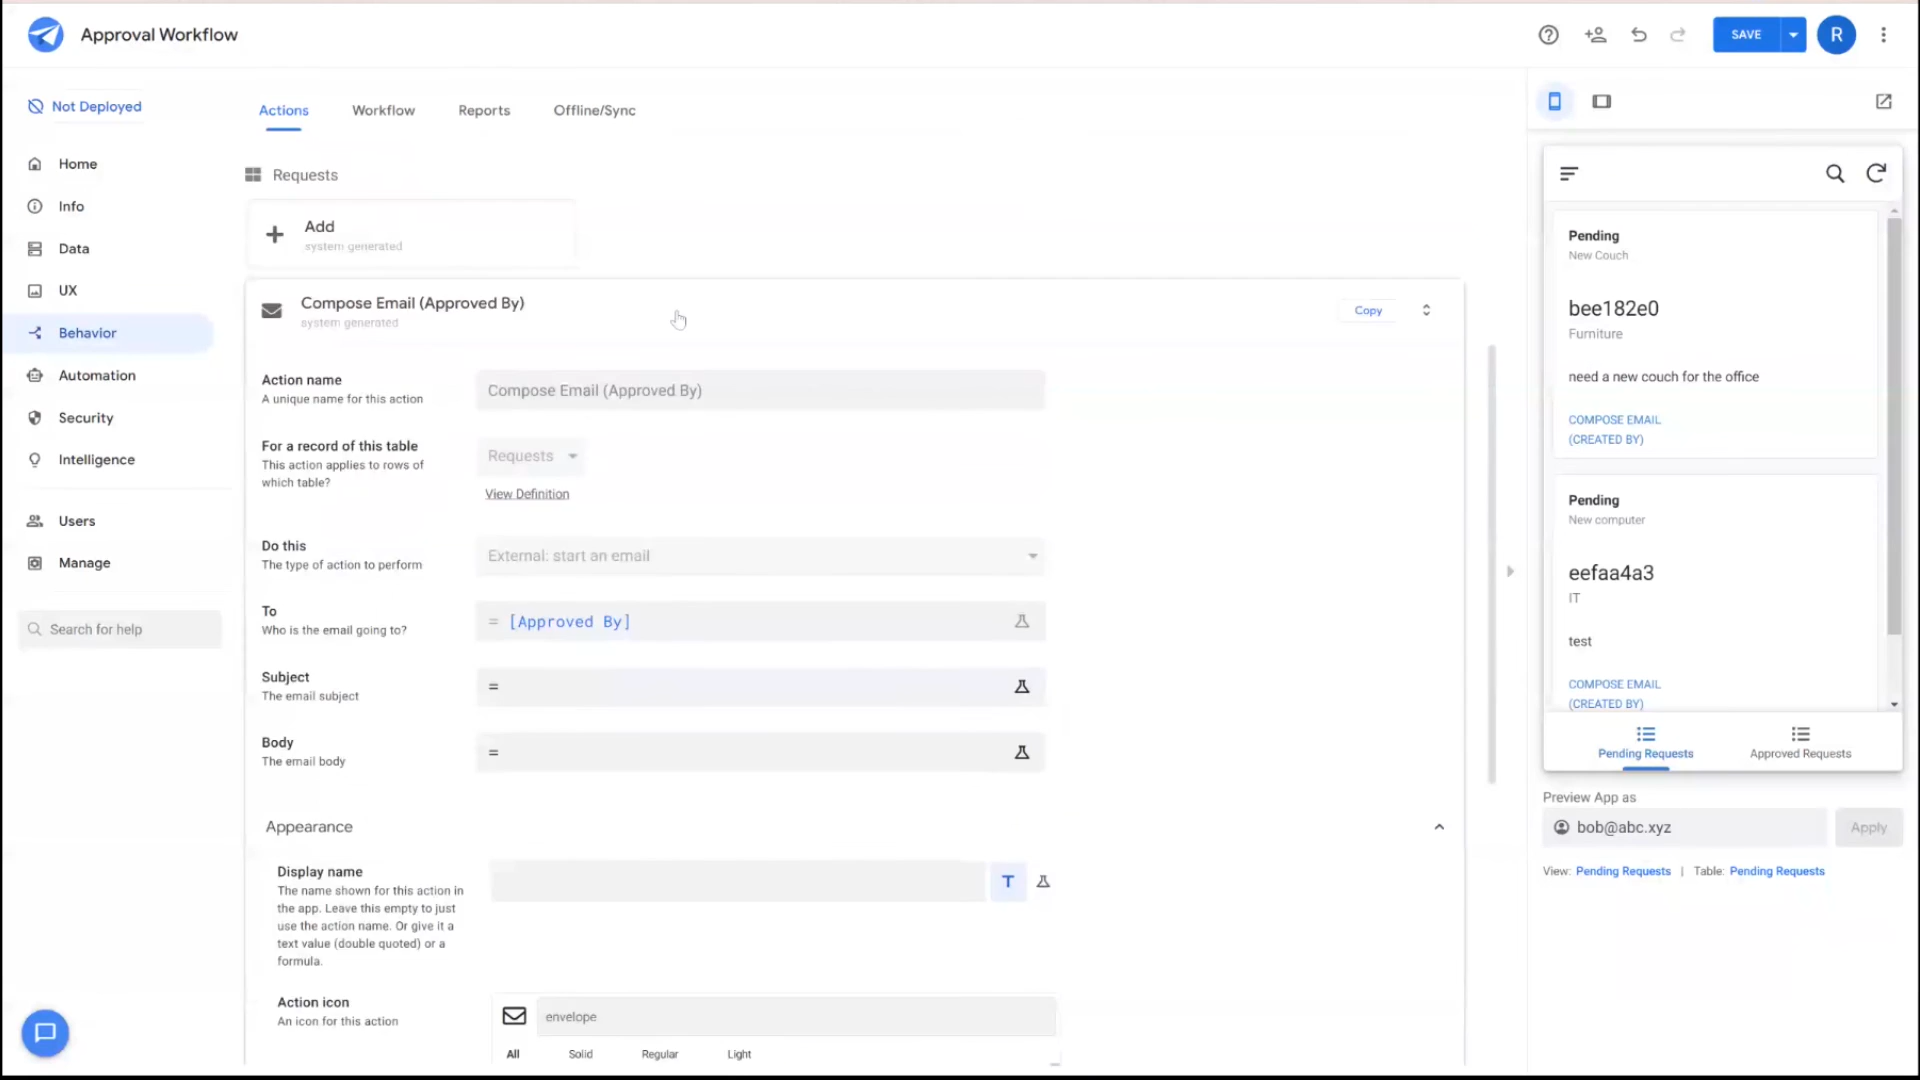 Approval Workflow
SAVE
R
Not Deployed
Home
Info
Data
UX
Behavior
Automation
Security
Intelligence
Users
Manage
Search for help
Actions
Workflow
Reports
Offline/Sync
Requests
Add
system generated
Compose Email (Approved By)
system generated
Copy
Action name
A unique name for this action
Compose Email (Approved By)
For a record of this table
This action applies to rows of
which table?
Requests
View Definition
Do this
The type of action to perform
External: start an email
To
Who is the email going to?
= [Approved By]
Subject
The email subject
=
Body
The email body
=
Appearance
Display name
The name shown for this action in
the app. Leave this empty to just
use the action name. Or give it a
text value (double quoted) or a
formula.
T
Action icon
An icon for this action
envelope
All
Solid
Regular
Light
Pending
New Couch
bee182e0
Furniture
need a new couch for the office
COMPOSE EMAIL
(CREATED BY)
Pending
New computer
eefaa4a3
IT
test
COMPOSE EMAIL
(CREATED BY)
Pending Requests
Approved Requests
Preview App as
bob@abc.xyz
Apply
View: Pending Requests | Table: Pending Requests